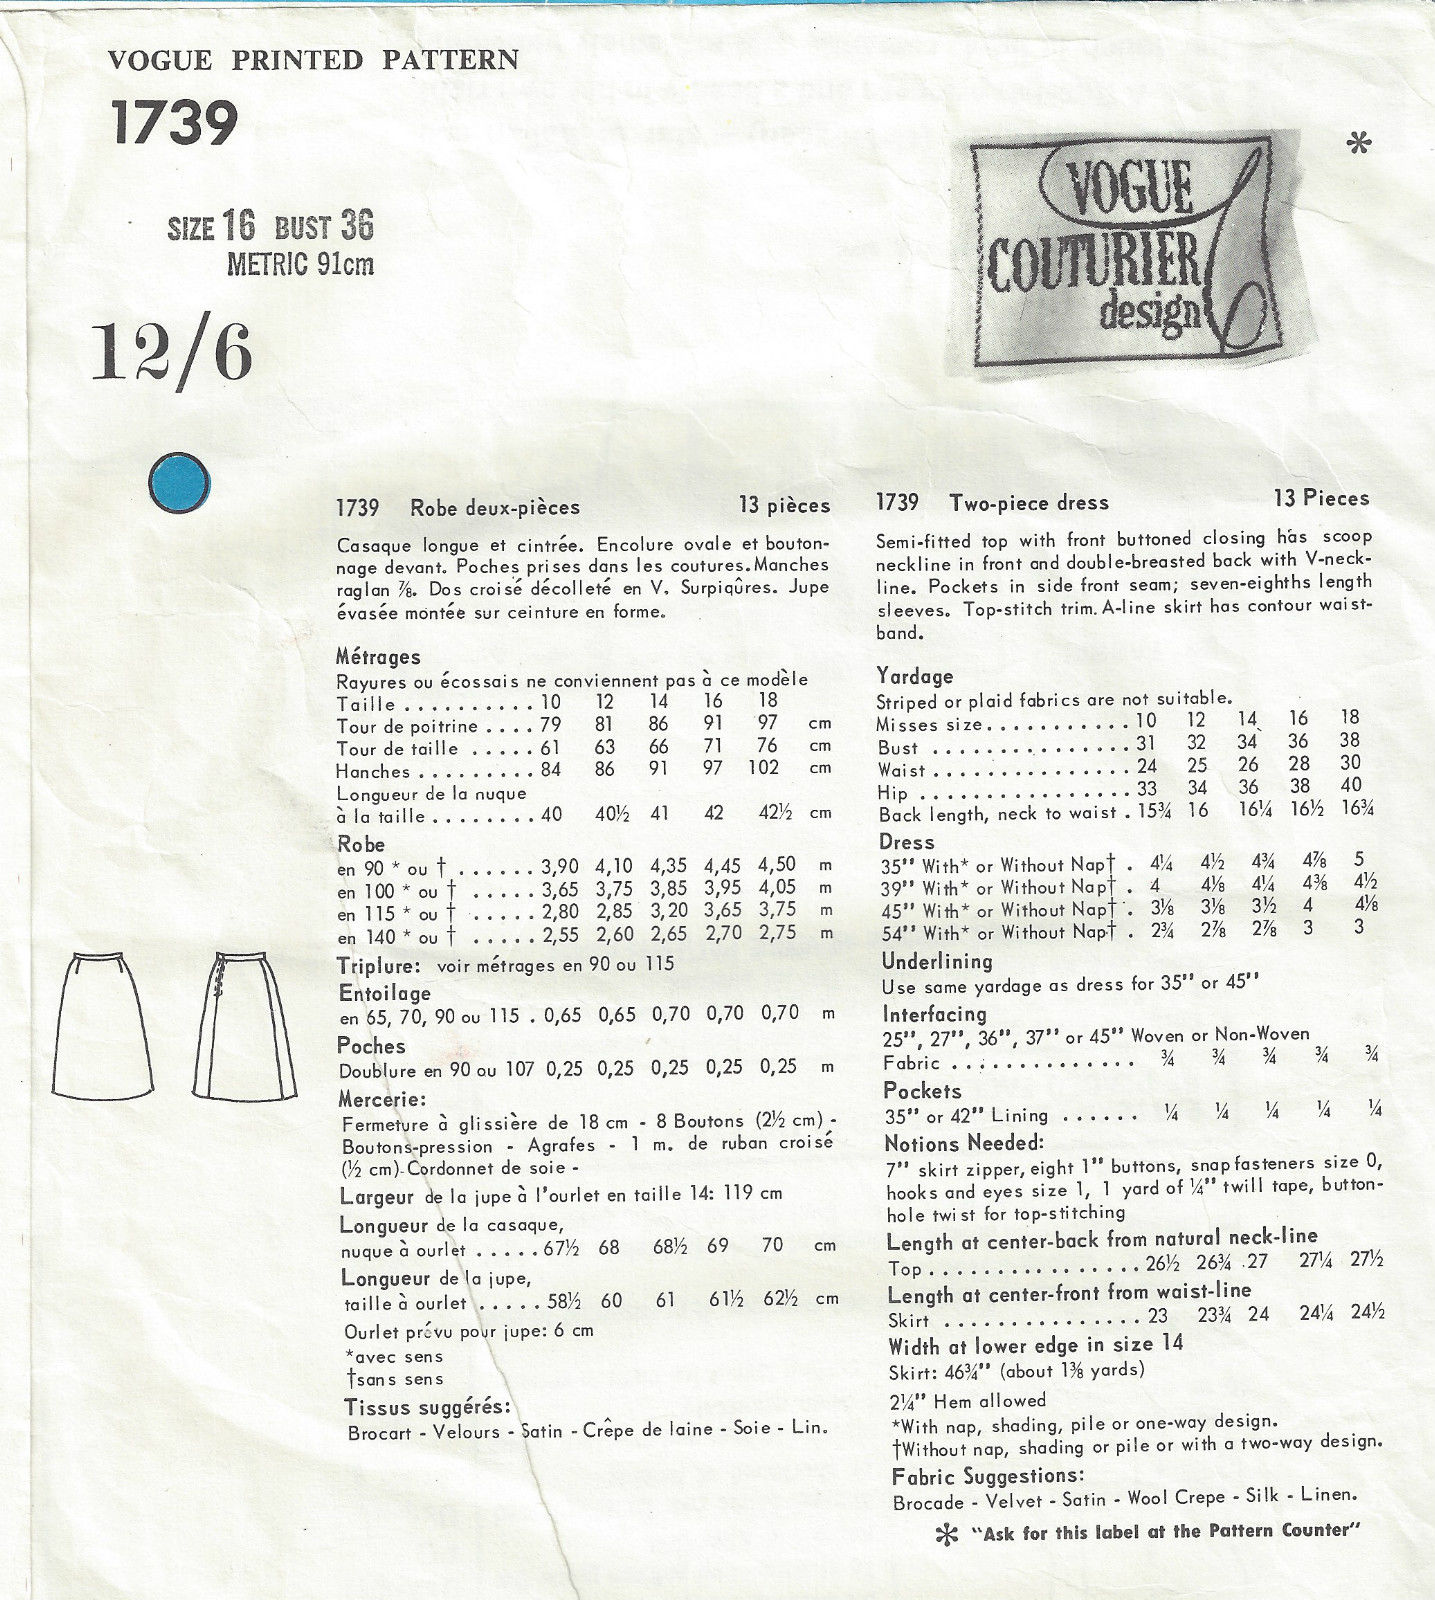 VOGUE PRINTED PATTERN
1739
SIZE 16 BUST 36
METRIC 91cm
12/6
VOGUE
COUTURIER
design
*
1739 Robe deux-pièces 13 pièces
Casaque longue et cintrée. Encolure ovale et bouton-
nage devant. Poches prises dans les coutures. Manches
raglan ⅞. Dos croisé décolleté en V. Surpiqûres. Jupe
évasée montée sur ceinture en forme.
Métrages
Rayures ou écossais ne conviennent pas à ce modèle
Taille . . . . . . . . . . 10 12 14 16 18
Tour de poitrine . . . . 79 81 86 91 97 cm
Tour de taille . . . . . 61 63 66 71 76 cm
Hanches . . . . . . . . . 84 86 91 97 102 cm
Longueur de la nuque
à la taille . . . . . . . . 40 40½ 41 42 42½ cm
Robe
en 90 * ou † . . . . . . 3,90 4,10 4,35 4,45 4,50 m
en 100 * ou † . . . . . 3,65 3,75 3,85 3,95 4,05 m
en 115 * ou † . . . . . 2,80 2,85 3,20 3,65 3,75 m
en 140 * ou † . . . . . 2,55 2,60 2,65 2,70 2,75 m
Triplure: voir métrages en 90 ou 115
Entoilage
en 65, 70, 90 ou 115 . 0,65 0,65 0,70 0,70 0,70 m
Poches
Doublure en 90 ou 107 0,25 0,25 0,25 0,25 0,25 m
Mercerie:
Fermeture à glissière de 18 cm - 8 Boutons (2½ cm) -
Boutons-pression - Agrafes - 1 m. de ruban croisé
(½ cm)-Cordonnet de soie -
Largeur de la jupe à l'ourlet en taille 14: 119 cm
Longueur de la casaque,
nuque à ourlet . . . . . 67½ 68 68½ 69 70 cm
Longueur de la jupe,
taille à ourlet . . . . . 58½ 60 61 61½ 62½ cm
Ourlet prévu pour jupe: 6 cm
*avec sens
†sans sens
Tissus suggérés:
Brocart - Velours - Satin - Crêpe de laine - Soie - Lin.
1739 Two-piece dress 13 Pieces
Semi-fitted top with front buttoned closing has scoop
neckline in front and double-breasted back with V-neck-
line. Pockets in side front seam; seven-eighths length
sleeves. Top-stitch trim. A-line skirt has contour waist-
band.
Yardage
Striped or plaid fabrics are not suitable.
Misses size . . . . . . . . . . . 10 12 14 16 18
Bust . . . . . . . . . . . . . . . 31 32 34 36 38
Waist . . . . . . . . . . . . . . . 24 25 26 28 30
Hip . . . . . . . . . . . . . . . . 33 34 36 38 40
Back length, neck to waist . 15¾ 16 16¼ 16½ 16¾
Dress
35" With* or Without Nap† . 4¼ 4½ 4¾ 4⅞ 5
39" With* or Without Nap† . 4 4⅛ 4¼ 4⅜ 4½
45" With* or Without Nap† . 3⅛ 3⅛ 3½ 4 4⅛
54" With* or Without Nap† . 2¾ 2⅞ 2⅞ 3 3
Underlining
Use same yardage as dress for 35" or 45"
Interfacing
25", 27", 36", 37" or 45" Woven or Non-Woven
Fabric . . . . . . . . . . . . . ¾ ¾ ¾ ¾ ¾
Pockets
35" or 42" Lining . . . . . . ¼ ¼ ¼ ¼ ¼
Notions Needed:
7" skirt zipper, eight 1" buttons, snap fasteners size 0,
hooks and eyes size 1, 1 yard of ¼" twill tape, button-
hole twist for top-stitching
Length at center-back from natural neck-line
Top . . . . . . . . . . . . . . . . 26½ 26¾ 27 27¼ 27½
Length at center-front from waist-line
Skirt . . . . . . . . . . . . . . . 23 23¾ 24 24¼ 24½
Width at lower edge in size 14
Skirt: 46¾" (about 1⅜ yards)
2¼" Hem allowed
*With nap, shading, pile or one-way design.
†Without nap, shading or pile or with a two-way design.
Fabric Suggestions:
Brocade - Velvet - Satin - Wool Crepe - Silk - Linen.
* "Ask for this label at the Pattern Counter"